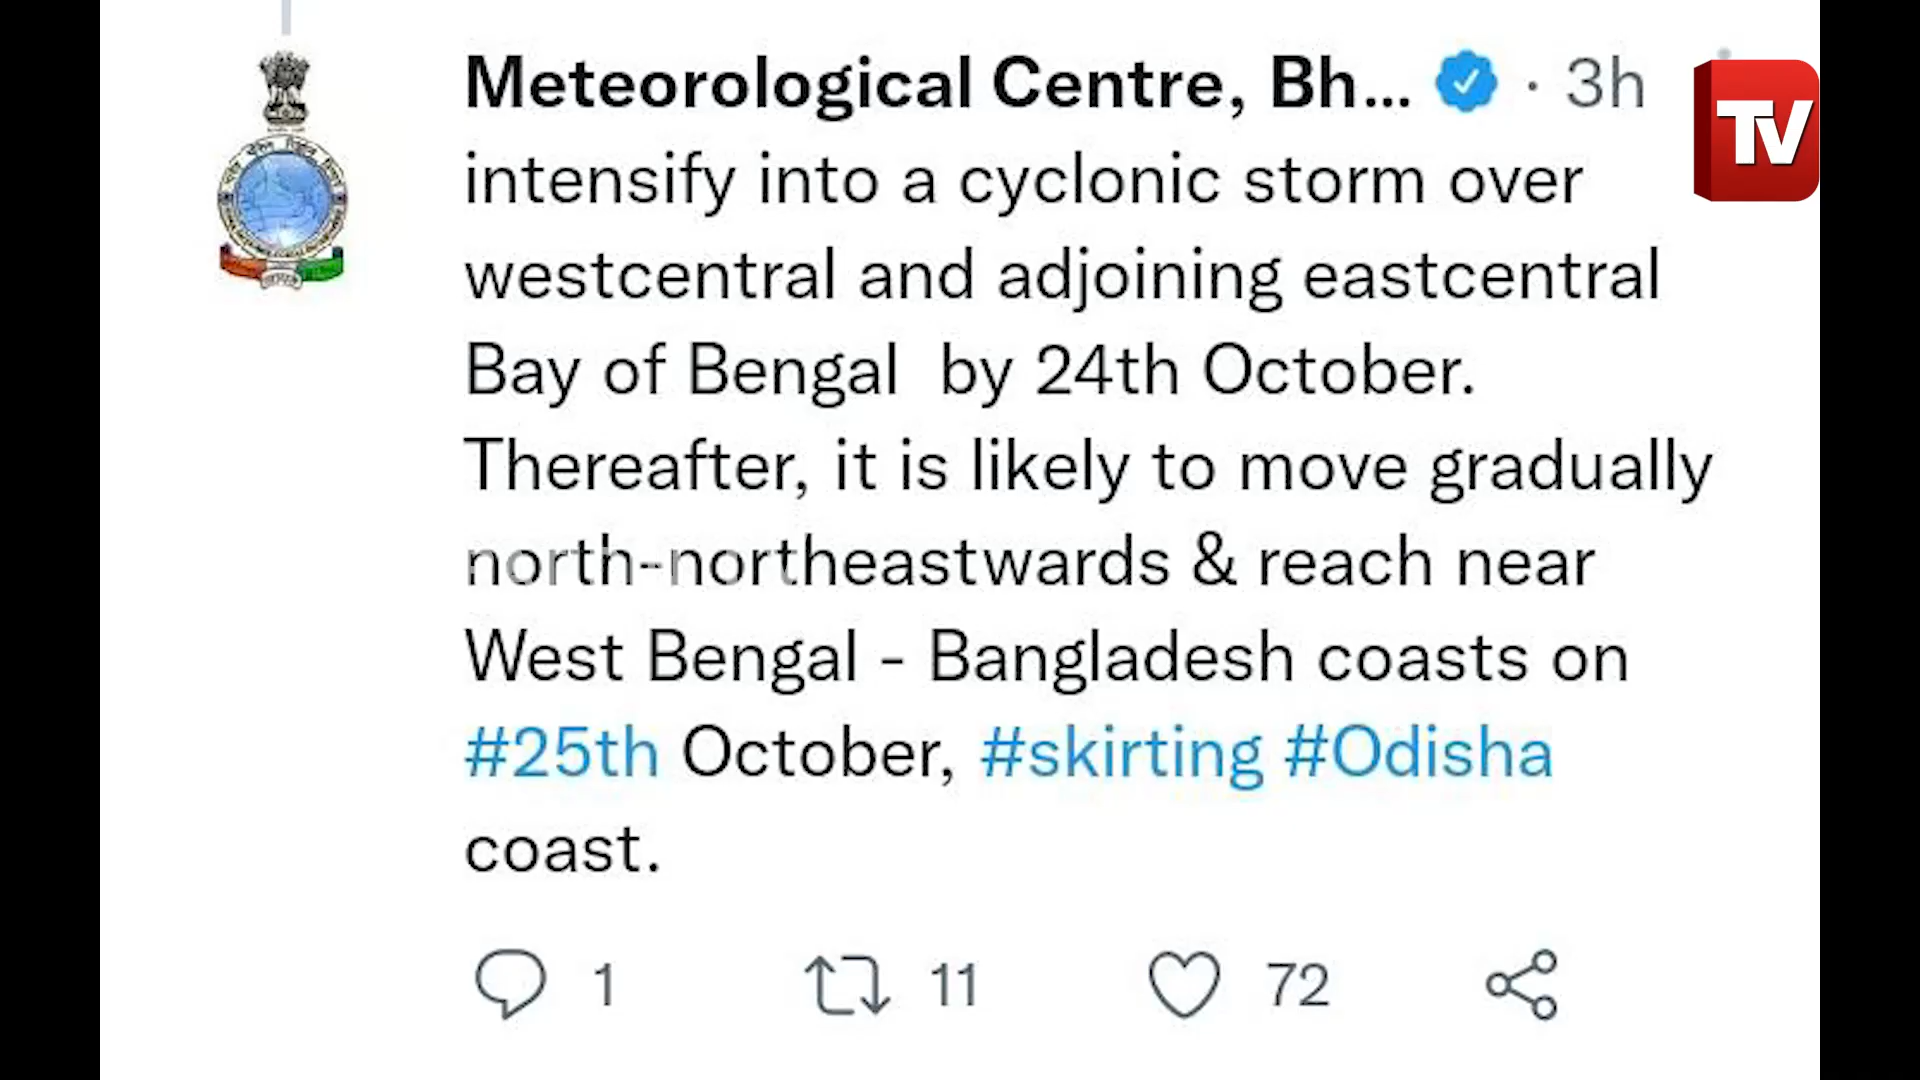 Meteorological Centre, Bh... · 3h
TV
intensify into a cyclonic storm over
westcentral and adjoining eastcentral
Bay of Bengal by 24th October.
Thereafter, it is likely to move gradually
north-northeastwards & reach near
West Bengal - Bangladesh coasts on
#25th October, #skirting #Odisha
coast.
1 11 72